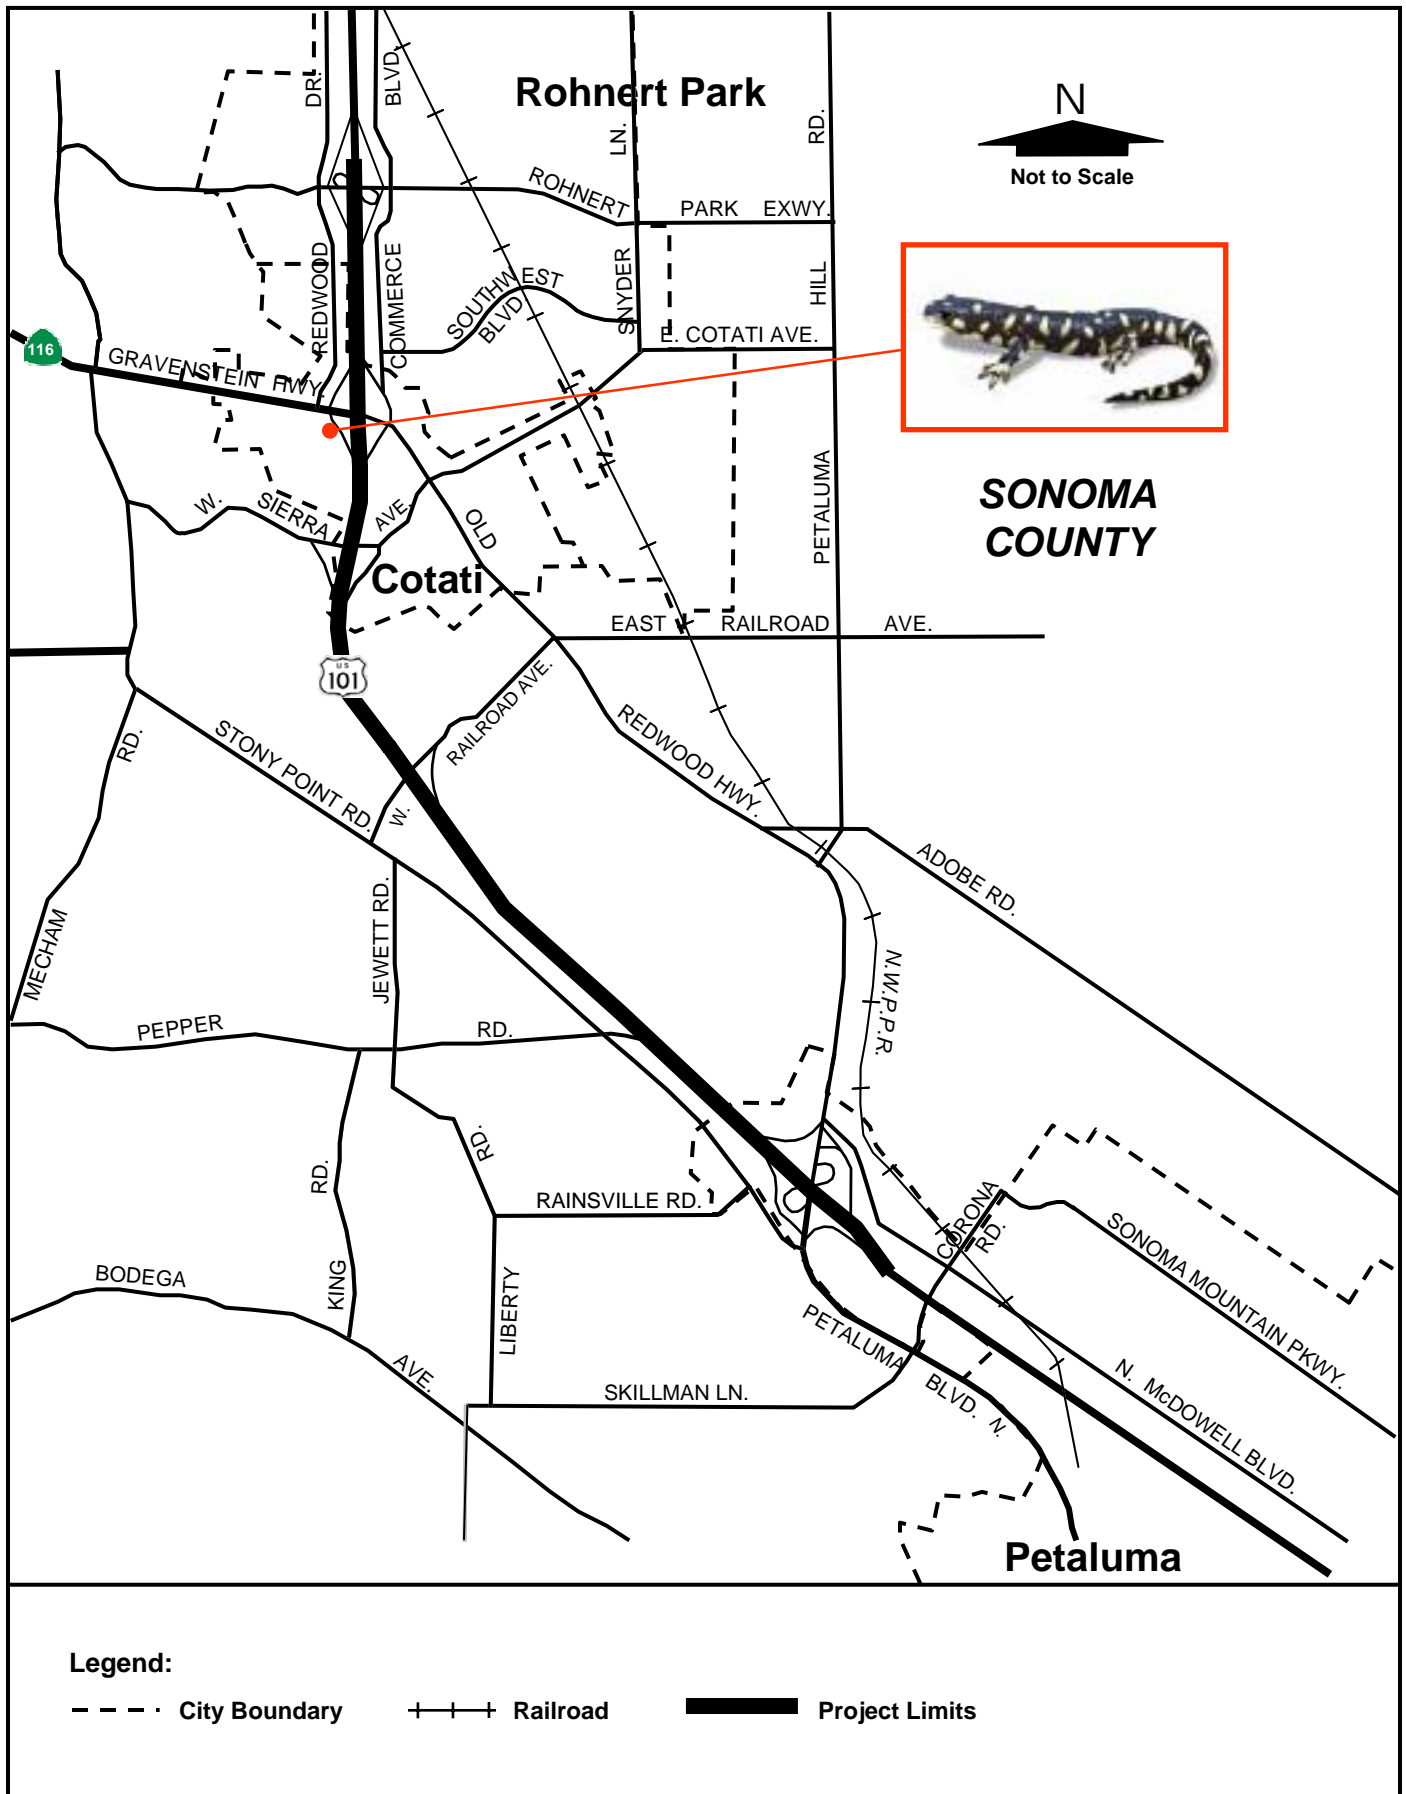 DR.
BLVD.
Rohnert Park
LN.
RD.
N
Not to Scale
ROHNERT
PARK EXWY.
REDWOOD
COMMERCE
SOUTHWEST
BLVD.
SNYDER
HILL
E. COTATI AVE.
116
GRAVENSTEIN HWY.
PETALUMA
SONOMA
COUNTY
W.
SIERRA
AVE.
OLD
Cotati
EAST RAILROAD AVE.
US
101
RAILROAD AVE.
W.
REDWOOD HWY.
RD.
STONY POINT RD.
ADOBE RD.
MECHAM
JEWETT RD.
N.W.P.P.R.
PEPPER
RD.
RD.
RD.
RAINSVILLE RD.
CORONA
RD.
SONOMA MOUNTAIN PKWY.
BODEGA
KING
LIBERTY
PETALUMA
AVE.
SKILLMAN LN.
BLVD. N.
N. McDOWELL BLVD.
Petaluma
Legend:
City Boundary
Railroad
Project Limits